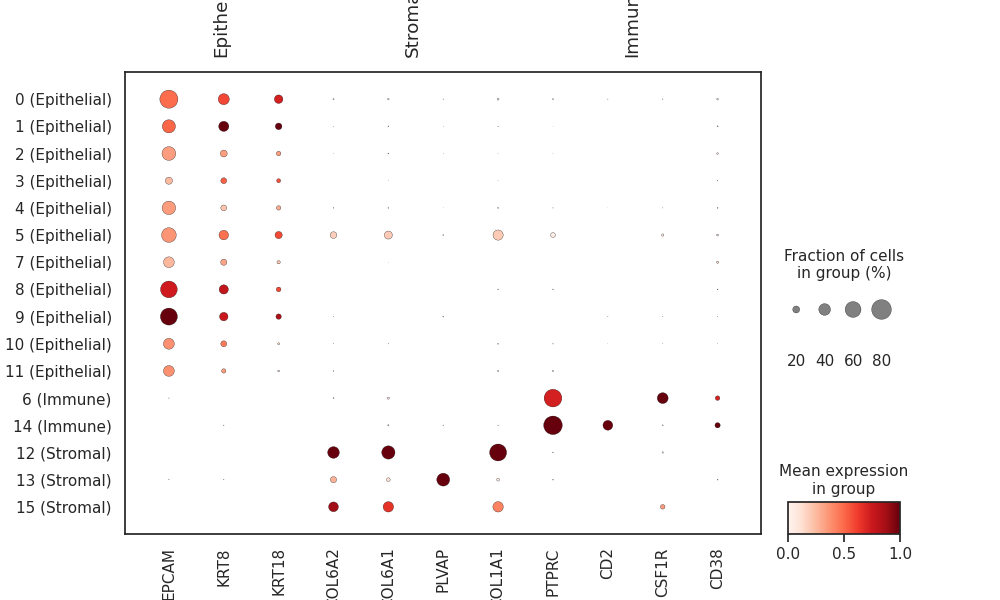 Epithe
Stroma
Immun
0 (Epithelial)
1 (Epithelial)
2 (Epithelial)
3 (Epithelial)
4 (Epithelial)
5 (Epithelial)
7 (Epithelial)
8 (Epithelial)
9 (Epithelial)
10 (Epithelial)
11 (Epithelial)
6 (Immune)
14 (Immune)
12 (Stromal)
13 (Stromal)
15 (Stromal)
EPCAM
KRT8
KRT18
OL6A2
OL6A1
PLVAP
OL1A1
PTPRC
CD2
CSF1R
CD38
Fraction of cells
in group (%)
20 40 60 80
Mean expression
in group
0.0 0.5 1.0